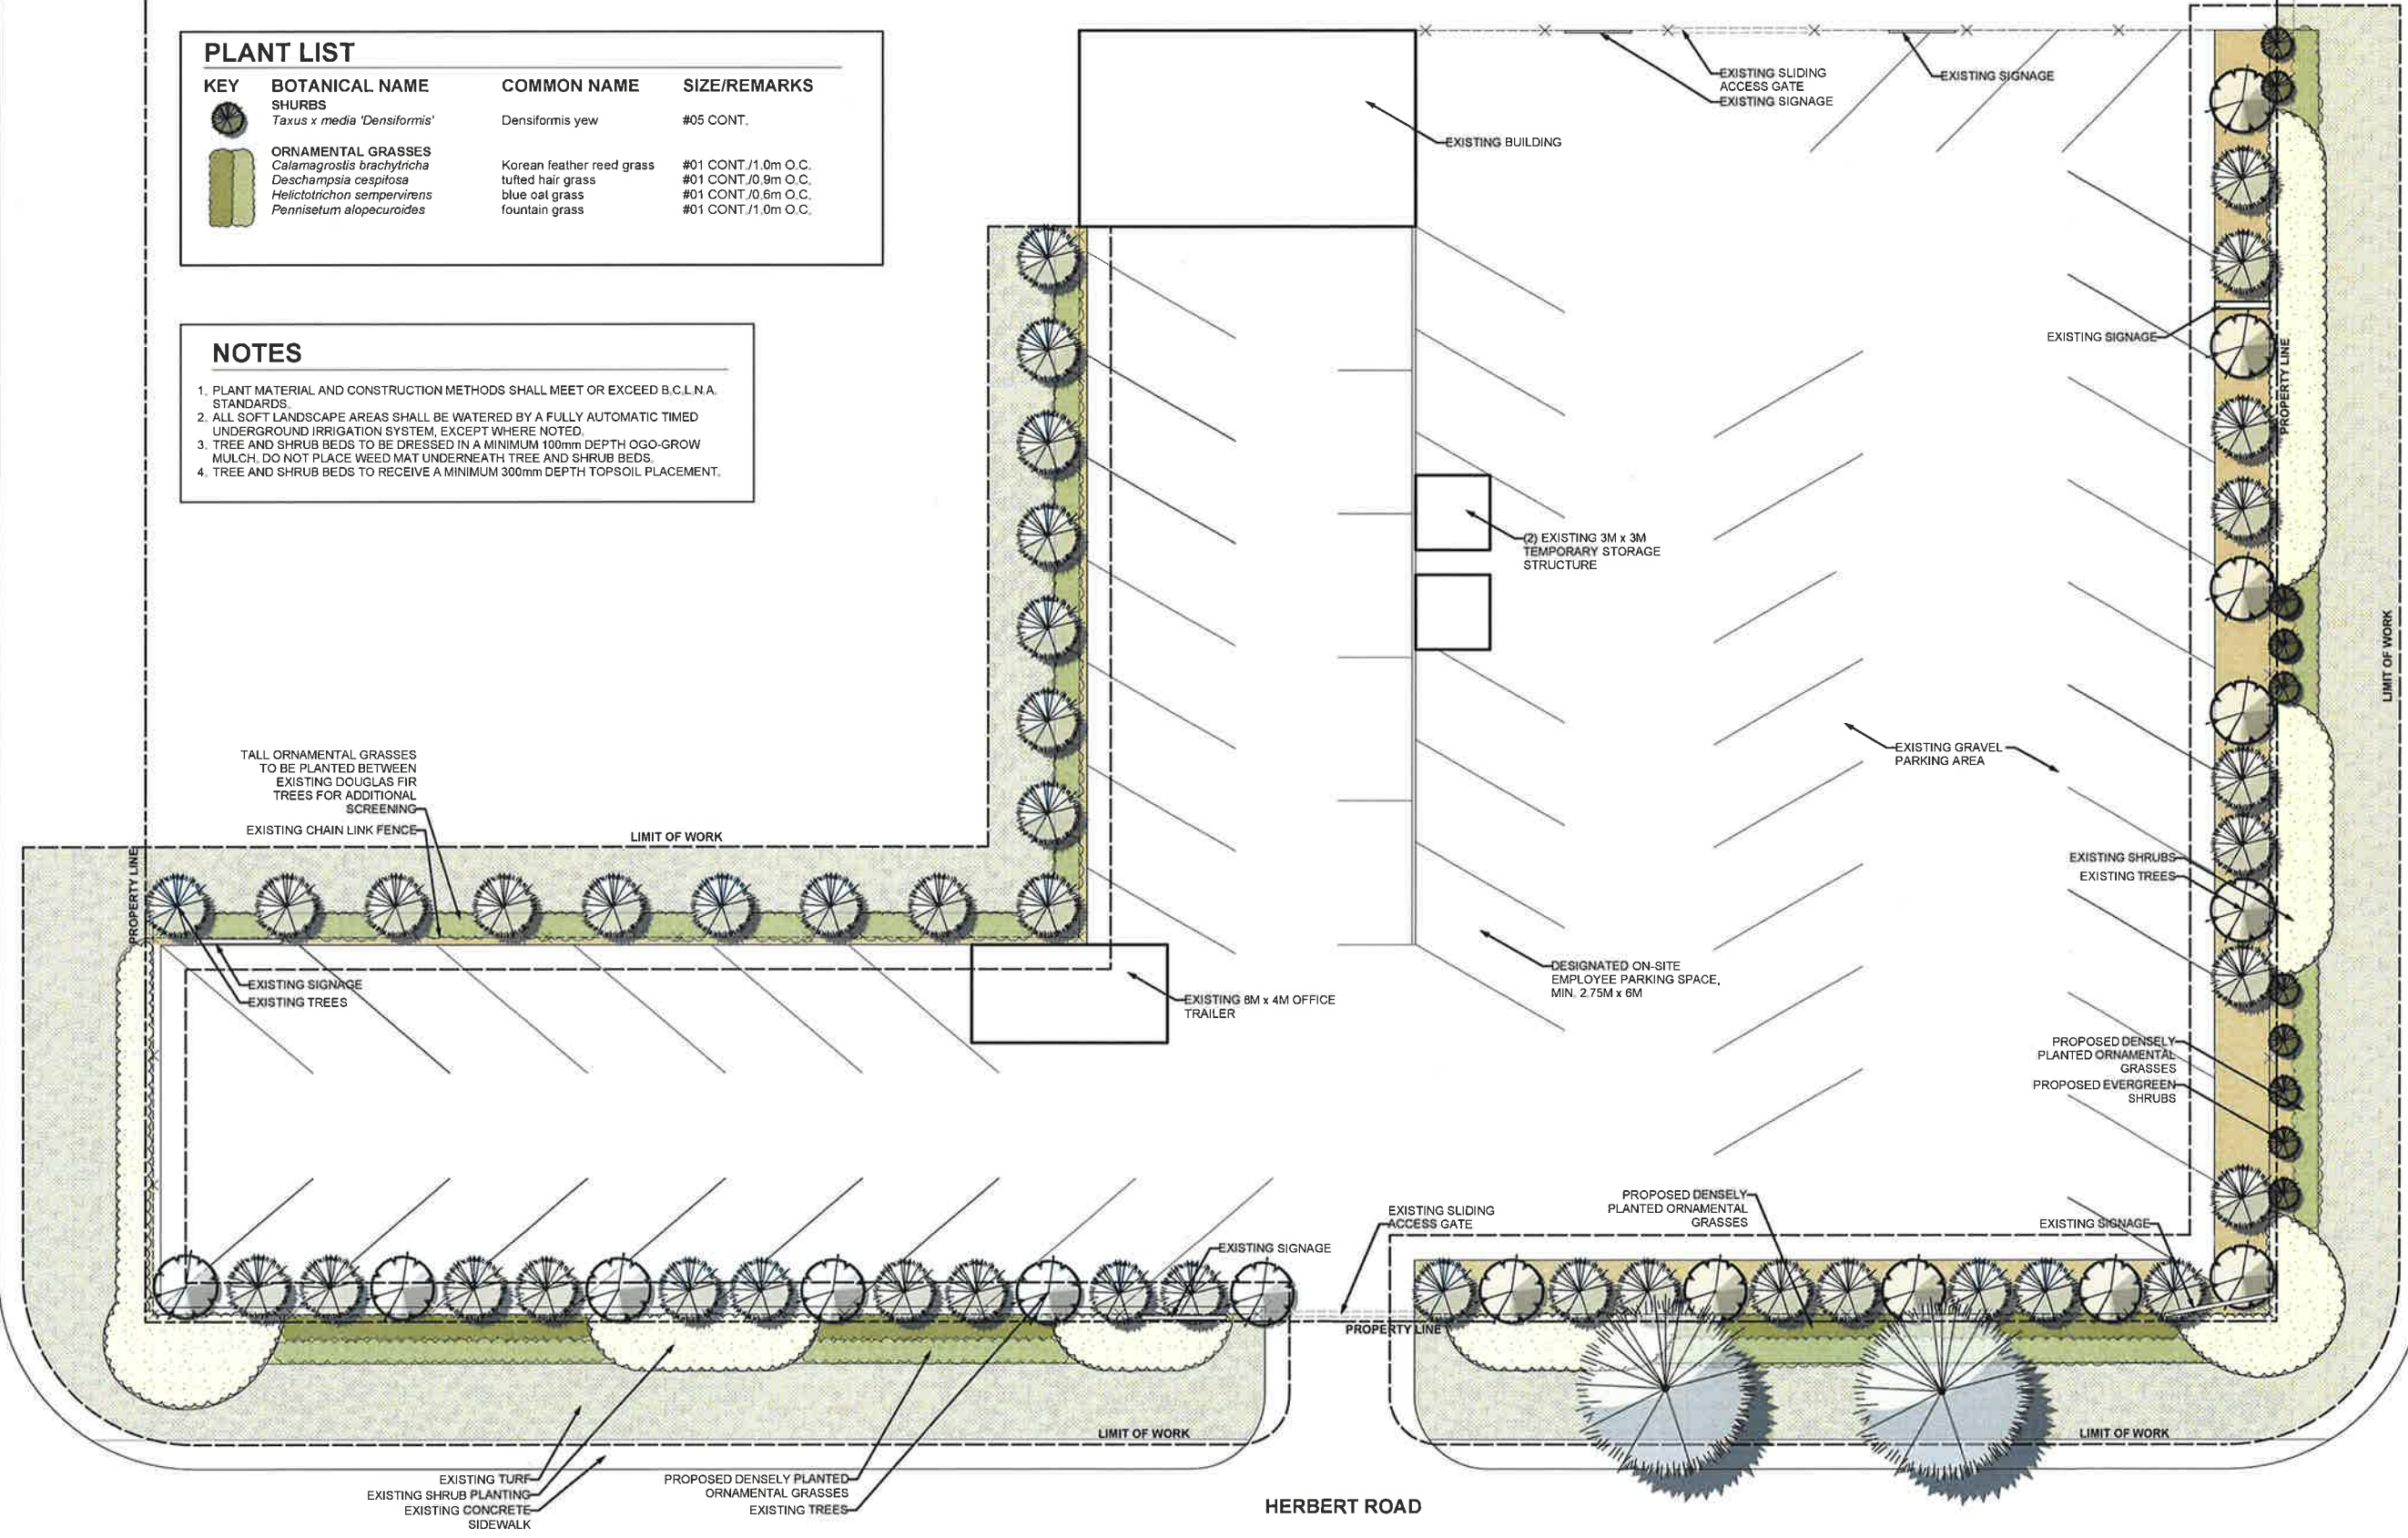 PLANT LIST
KEY BOTANICAL NAME COMMON NAME SIZE/REMARKS
SHURBS
Taxus x media 'Densiformis' Densiformis yew #05 CONT.
ORNAMENTAL GRASSES
Calamagrostis brachytricha Korean feather reed grass #01 CONT./1.0m O.C.
Deschampsia cespitosa tufted hair grass #01 CONT./0.9m O.C.
Helictotrichon sempervirens blue oat grass #01 CONT./0.6m O.C.
Pennisetum alopecuroides fountain grass #01 CONT./1.0m O.C.
NOTES
1. PLANT MATERIAL AND CONSTRUCTION METHODS SHALL MEET OR EXCEED B.C.L.N.A.
STANDARDS.
2. ALL SOFT LANDSCAPE AREAS SHALL BE WATERED BY A FULLY AUTOMATIC TIMED
UNDERGROUND IRRIGATION SYSTEM, EXCEPT WHERE NOTED.
3. TREE AND SHRUB BEDS TO BE DRESSED IN A MINIMUM 100mm DEPTH OGO-GROW
MULCH. DO NOT PLACE WEED MAT UNDERNEATH TREE AND SHRUB BEDS.
4. TREE AND SHRUB BEDS TO RECEIVE A MINIMUM 300mm DEPTH TOPSOIL PLACEMENT.
EXISTING SLIDING
ACCESS GATE
EXISTING SIGNAGE
EXISTING SIGNAGE
EXISTING BUILDING
EXISTING SIGNAGE
PROPERTY LINE
(2) EXISTING 3M x 3M
TEMPORARY STORAGE
STRUCTURE
LIMIT OF WORK
TALL ORNAMENTAL GRASSES
TO BE PLANTED BETWEEN
EXISTING DOUGLAS FIR
TREES FOR ADDITIONAL
SCREENING
EXISTING CHAIN LINK FENCE
LIMIT OF WORK
PROPERTY LINE
EXISTING GRAVEL
PARKING AREA
EXISTING SHRUBS
EXISTING TREES
EXISTING SIGNAGE
EXISTING TREES
EXISTING 8M x 4M OFFICE
TRAILER
DESIGNATED ON-SITE
EMPLOYEE PARKING SPACE,
MIN. 2.75M x 6M
PROPOSED DENSELY
PLANTED ORNAMENTAL
GRASSES
PROPOSED EVERGREEN
SHRUBS
EXISTING SLIDING
ACCESS GATE
PROPOSED DENSELY
PLANTED ORNAMENTAL
GRASSES
EXISTING SIGNAGE
EXISTING SIGNAGE
PROPERTY LINE
LIMIT OF WORK
LIMIT OF WORK
EXISTING TURF
EXISTING SHRUB PLANTING
EXISTING CONCRETE
SIDEWALK
PROPOSED DENSELY PLANTED
ORNAMENTAL GRASSES
EXISTING TREES
HERBERT ROAD